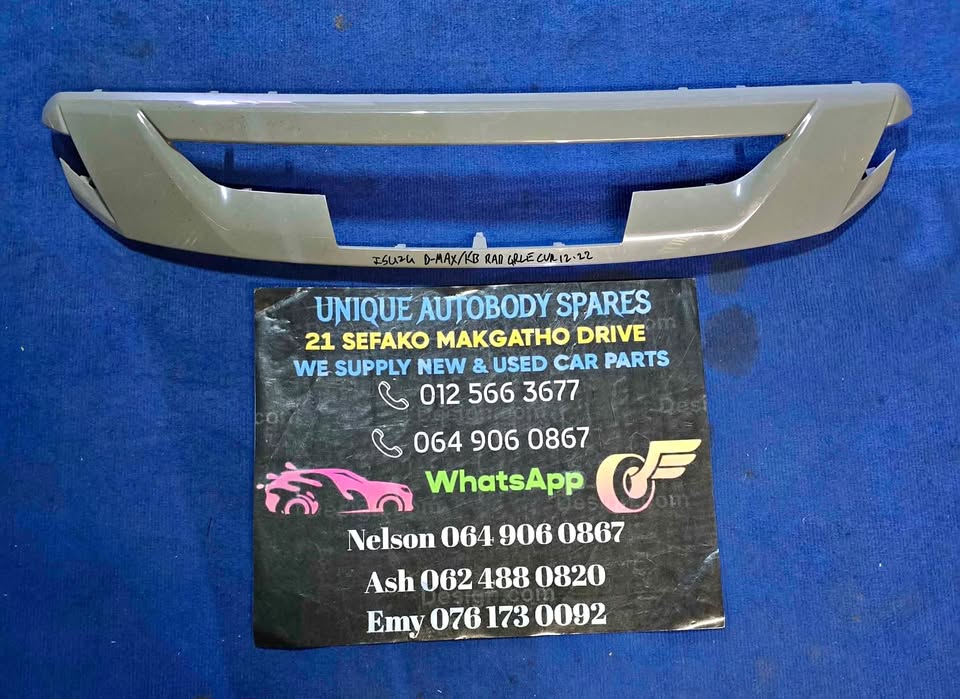 ISUZU D-MAX/KB RAD GRLE CVR 12-22
UNIQUE AUTOBODY SPARES
21 SEFAKO MAKGATHO DRIVE
WE SUPPLY NEW & USED CAR PARTS
012 566 3677
064 906 0867
WhatsApp
Nelson 064 906 0867
Ash 062 488 0820
Emy 076 173 0092